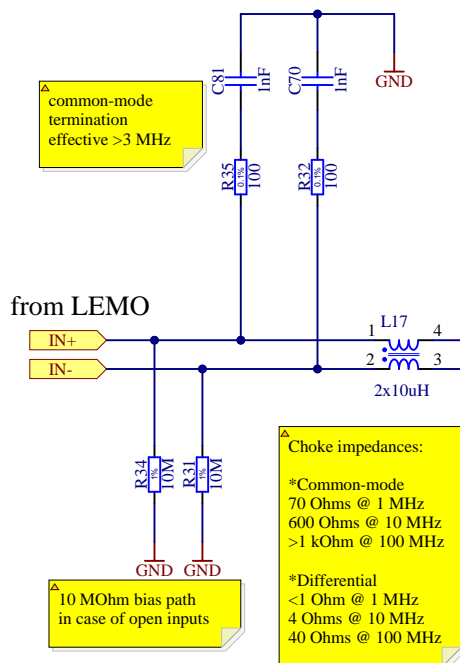 C81
1nF
C70
1nF
GND
common-mode
termination
effective >3 MHz
R35
0.1%
100
R32
0.1%
100
from LEMO
IN+
IN-
L17
1
4
2
3
2x10uH
R34
1%
10M
R31
1%
10M
GND
GND
10 MOhm bias path
in case of open inputs
Choke impedances:
*Common-mode
70 Ohms @ 1 MHz
600 Ohms @ 10 MHz
>1 kOhm @ 100 MHz
*Differential
<1 Ohm @ 1 MHz
4 Ohms @ 10 MHz
40 Ohms @ 100 MHz